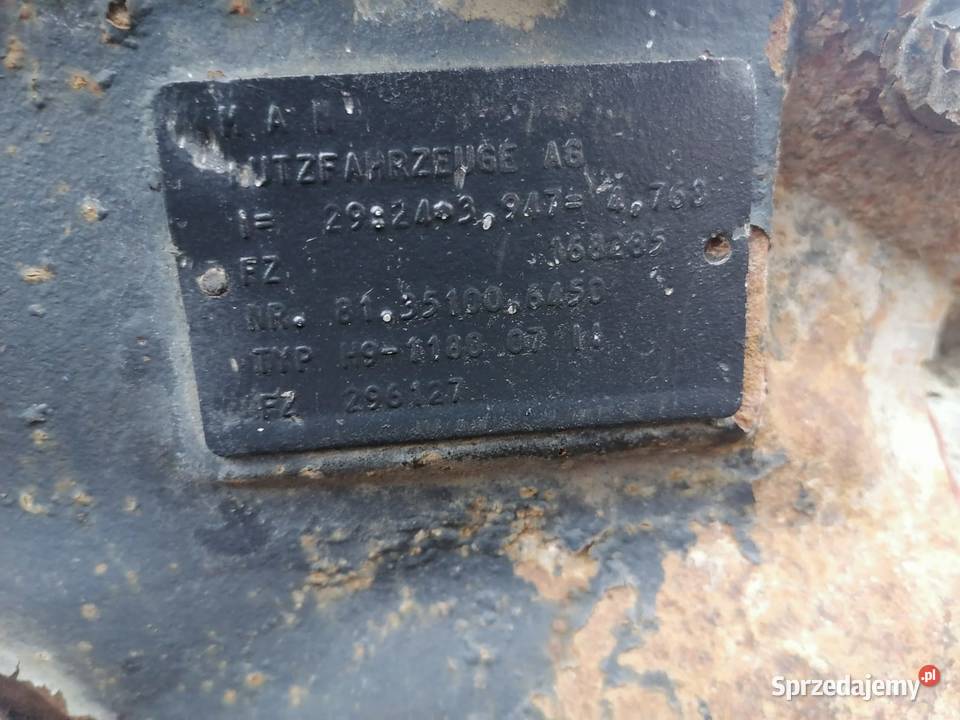 M A N
NUTZFAHRZEUGE AG
I= 29:24*3,947= 4,768
FZ 168285
NR. 81.35100.6450
TYP H9-1188 07
FZ 296127
Sprzedajemy.pl